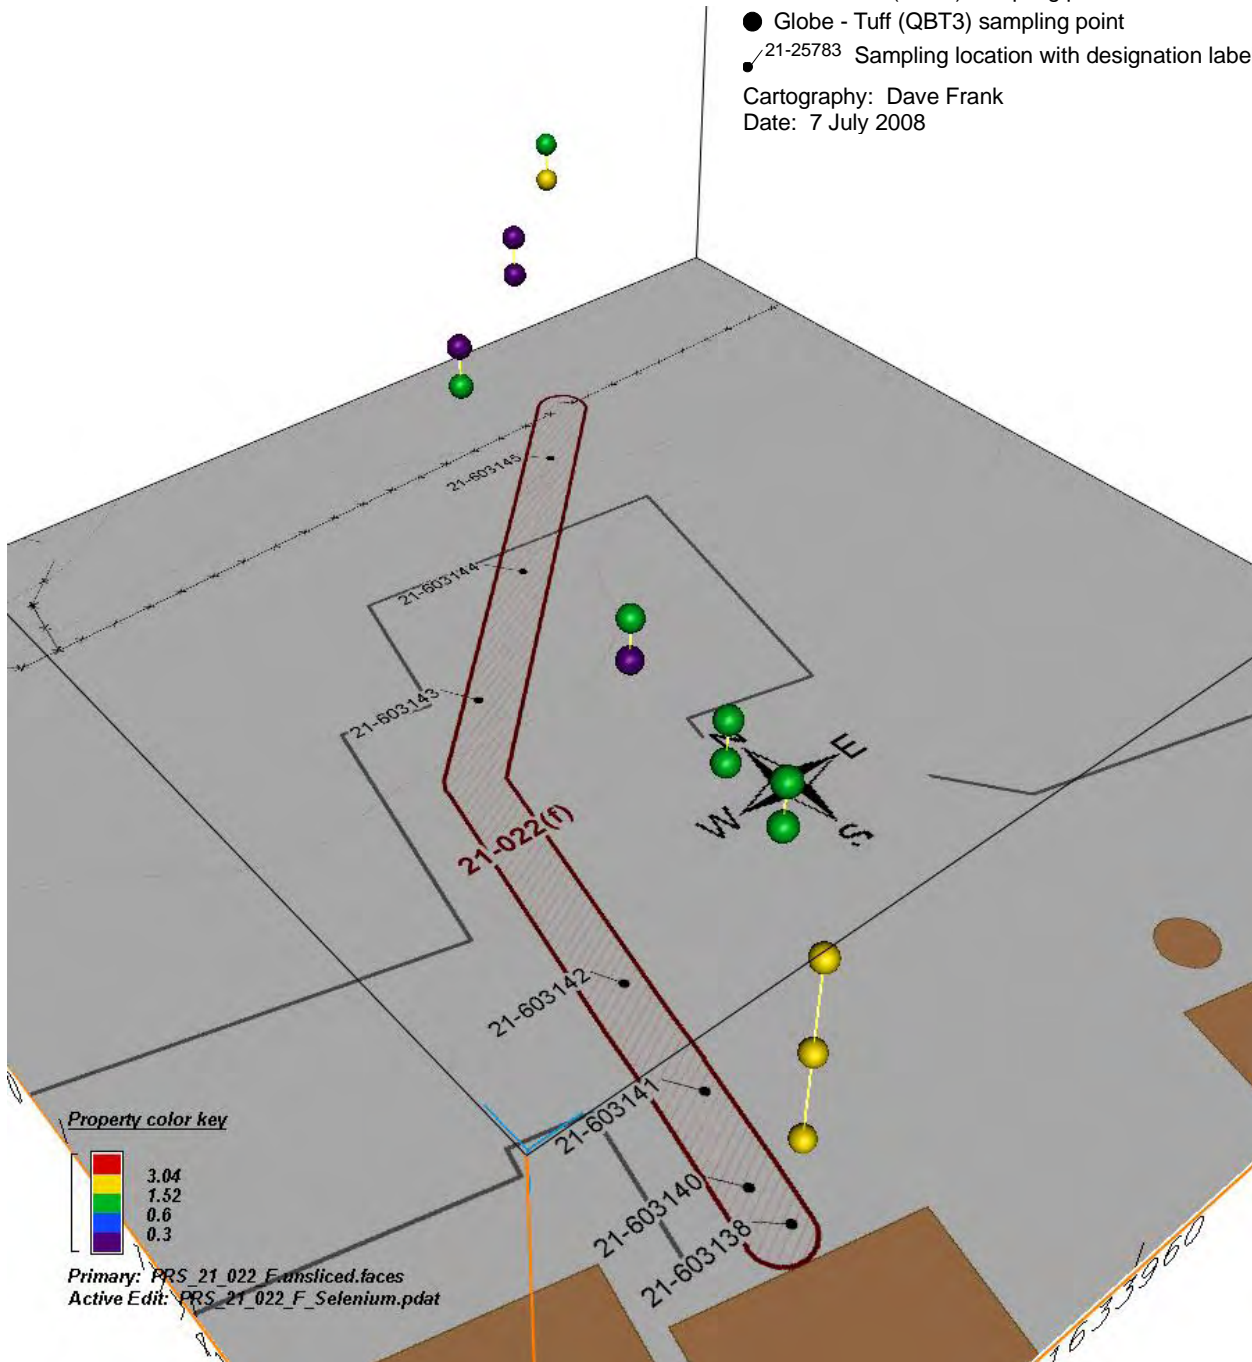 Globe - Tuff (QBT3) sampling point
21-25783 Sampling location with designation labe
Cartography: Dave Frank
Date: 7 July 2008
21-603145
21-603144
21-603143
E
W
S
21-022(f)
21-603142
21-603141
21-603140
21-603138
Property color key
3.04
1.52
0.6
0.3
Primary: PRS_21_022_F.unsliced.faces
Active Edit: PRS_21_022_F_Selenium.pdat
1633960